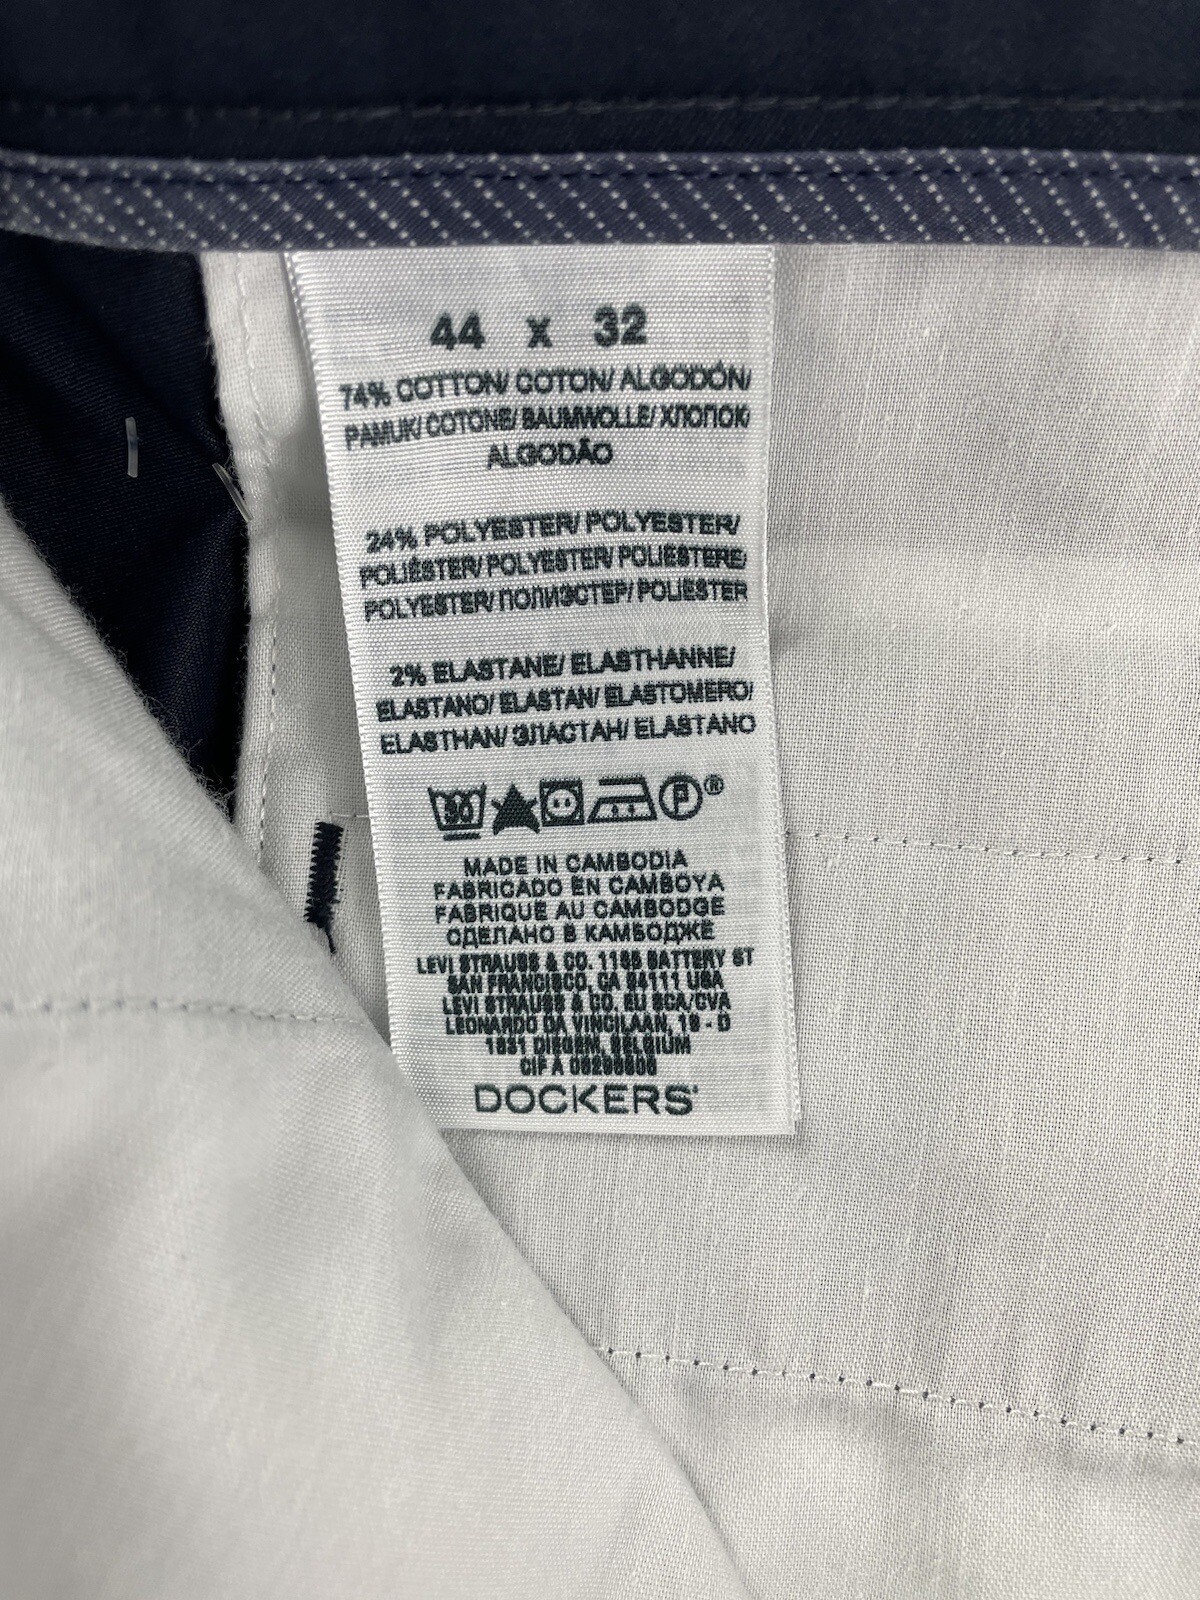 44 x 32
74% COTTON/ COTON/ ALGODÓN/
PAMUK/ COTONE/ BAUMWOLLE/ ХЛОПОК/
ALGODÃO
24% POLYESTER/ POLYESTER/
POLIÉSTER/ POLYESTER/ POLIESTERE/
POLYESTER/ ПОЛИЭСТЕР/ POLIÉSTER
2% ELASTANE/ ELASTHANNE/
ELASTANO/ ELASTAN/ ELASTOMERO/
ELASTHAN/ ЭЛАСТАН/ ELASTANO
30 P ®
MADE IN CAMBODIA
FABRICADO EN CAMBOYA
FABRIQUÉ AU CAMBODGE
СДЕЛАНО В КАМБОДЖЕ
LEVI STRAUSS & CO. 1155 BATTERY ST
SAN FRANCISCO, CA 94111 USA
LEVI STRAUSS & CO. EU SCA/CVA
LEONARDO DA VINCILAAN, 19 - D
1831 DIEGEM, BELGIUM
CIF A
DOCKERS®